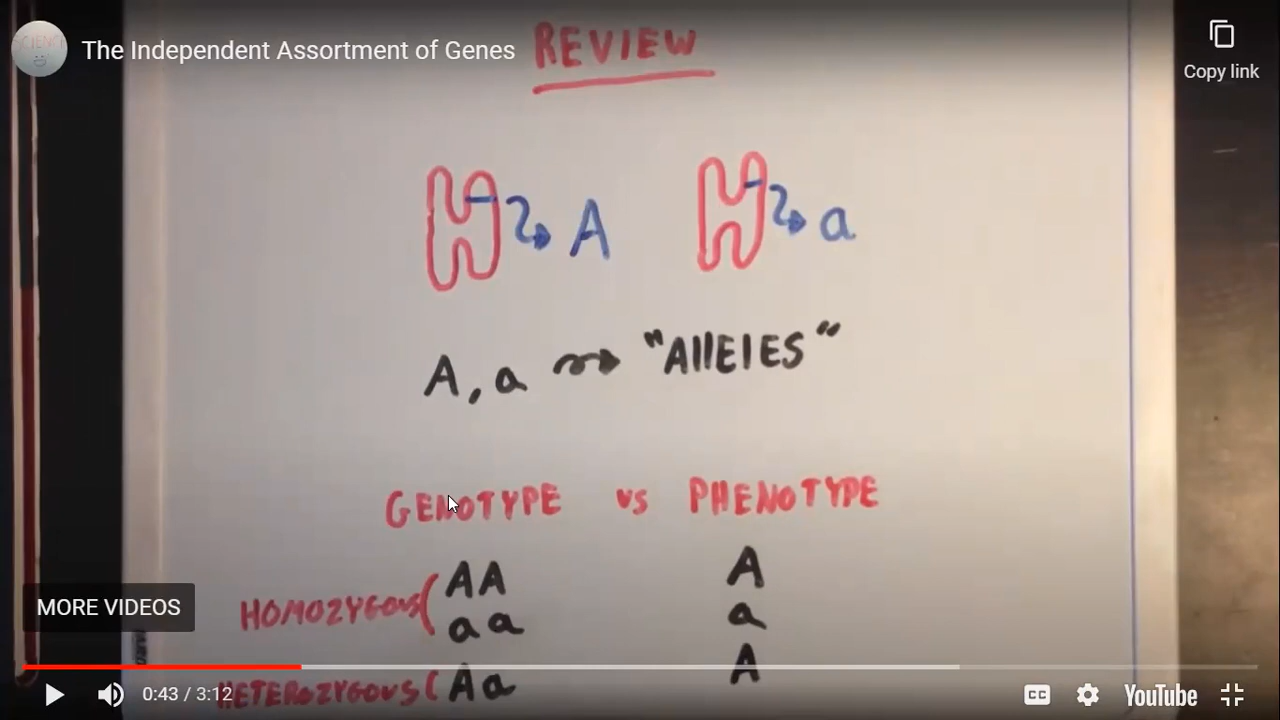 The Independent Assortment of Genes
REVIEW
Copy link
A a
A, a "AllElES"
GENOTYPE vs PHENOTYPE
AA A
HOMOZYGOUS
aa a
MORE VIDEOS
A
HETEROZYGOUS Aa
0:43 / 3:12
CC YouTube